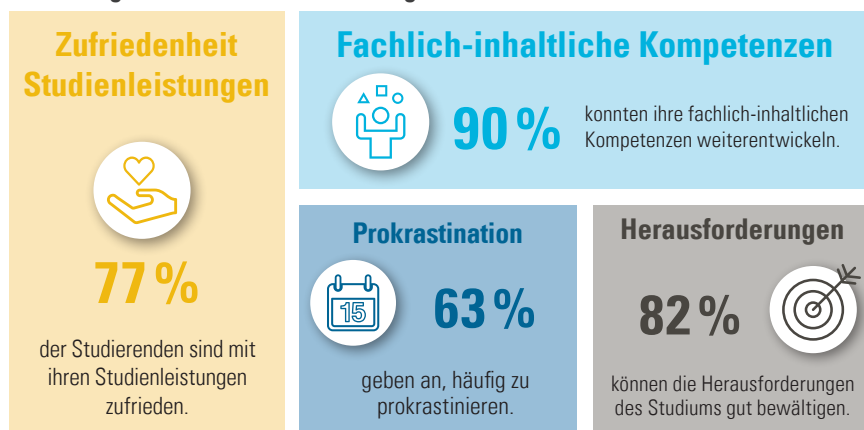 Zufriedenheit
Studienleistungen
77 %
der Studierenden sind mit
ihren Studienleistungen
zufrieden.
Fachlich-inhaltliche Kompetenzen
90 %
konnten ihre fachlich-inhaltlichen
Kompetenzen weiterentwickeln.
Prokrastination
15
63 %
geben an, häufig zu
prokrastinieren.
Herausforderungen
82 %
können die Herausforderungen
des Studiums gut bewältigen.